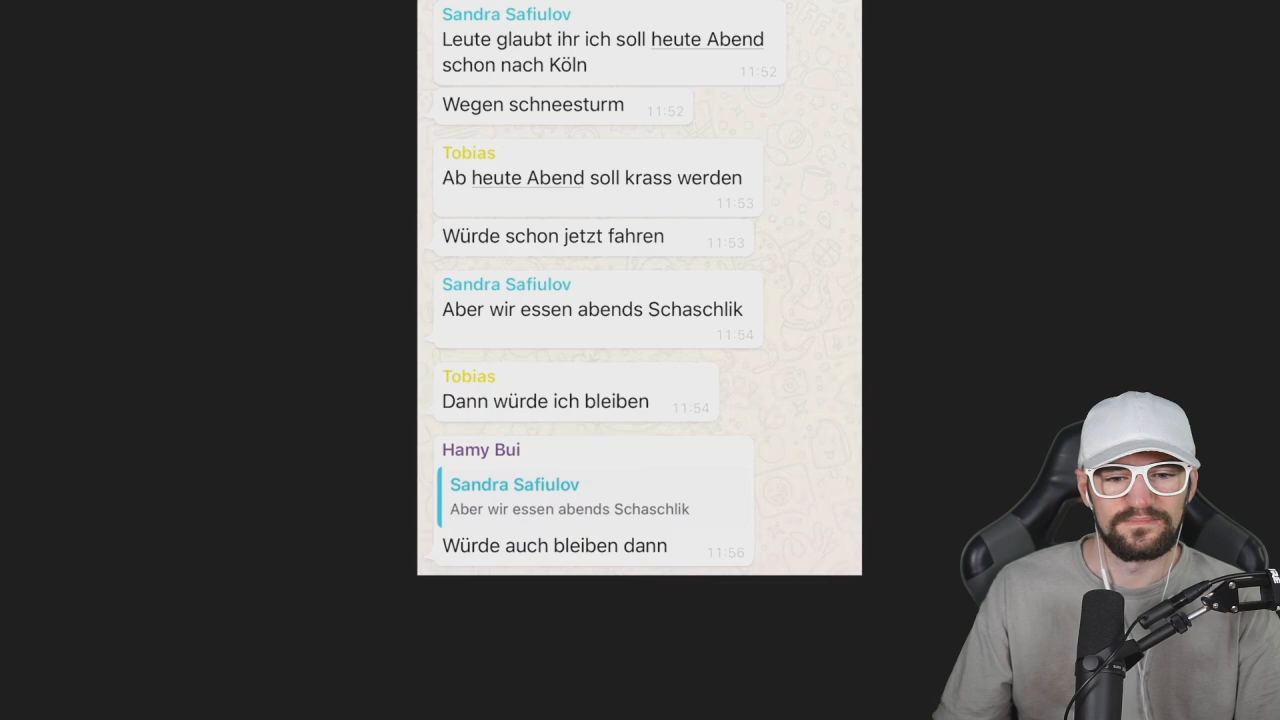 Sandra Safiulov
Leute glaubt ihr ich soll heute Abend
schon nach Köln
11:52
Wegen schneesturm
11:52
Tobias
Ab heute Abend soll krass werden
11:53
Würde schon jetzt fahren
11:53
Sandra Safiulov
Aber wir essen abends Schaschlik
11:54
Tobias
Dann würde ich bleiben
11:54
Hamy Bui
Sandra Safiulov
Aber wir essen abends Schaschlik
Würde auch bleiben dann
11:56